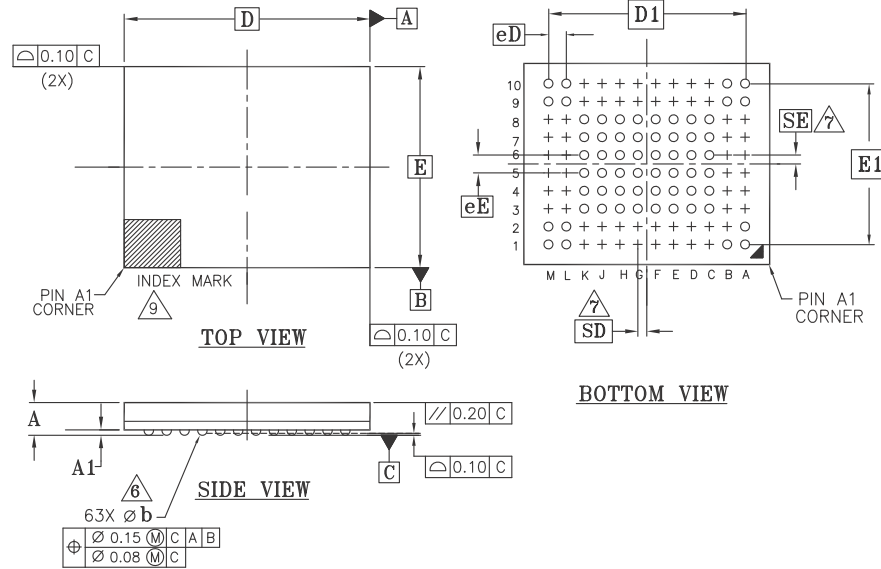 D
A
⌓ 0.10 C
(2X)
E
INDEX MARK
9
PIN A1
CORNER
B
⌓ 0.10 C
(2X)
TOP VIEW
D1
eD
10
9
8
7
6
5
4
3
2
1
SE 7
E1
eE
M L K J H G F E D C B A
7
SD
PIN A1
CORNER
BOTTOM VIEW
A
A1
// 0.20 C
C
⌓ 0.10 C
6
SIDE VIEW
63X ⌀ b
⌖ ⌀ 0.15 Ⓜ C A B
⌀ 0.08 Ⓜ C